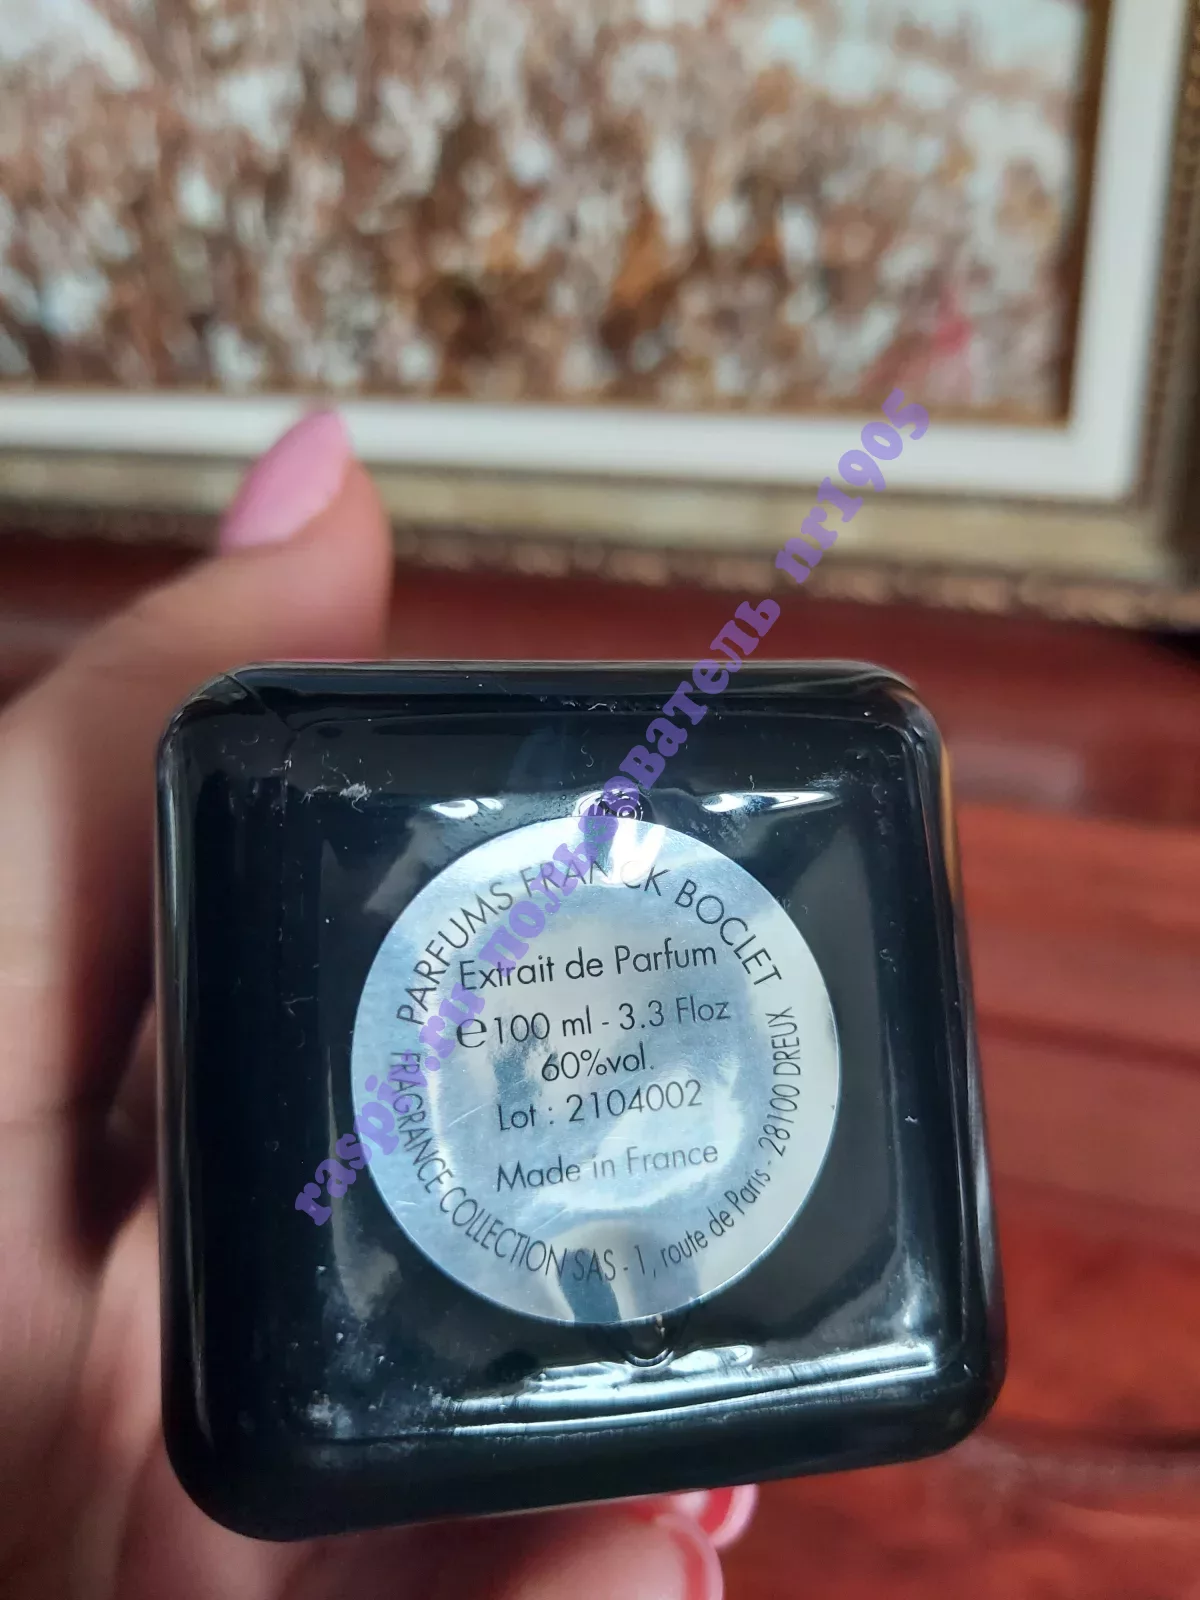 PARFUMS FRANCK BOCLET
Extrait de Parfum
℮100 ml - 3.3 Floz
60%vol.
Lot : 2104002
Made in France
FRAGRANCE COLLECTION SAS - 1, route de Paris - 28100 DREUX
raspiv.ru пользователь nr1905